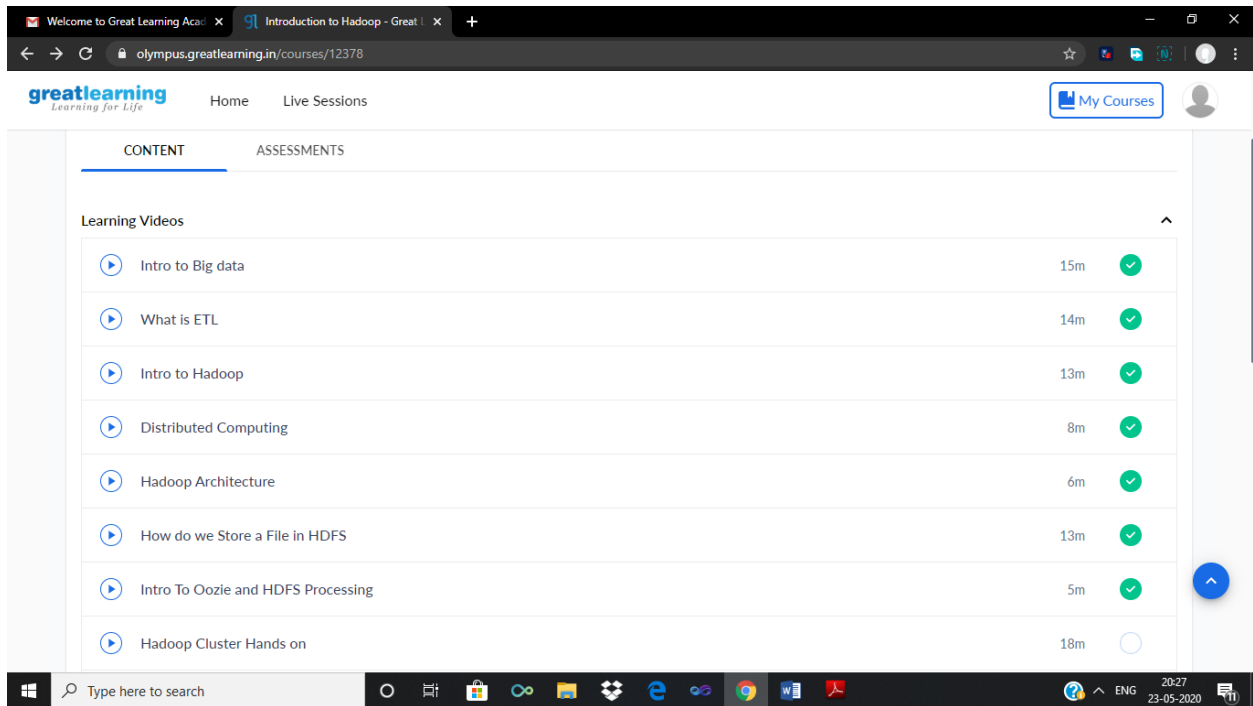 Welcome to Great Learning Acad
Introduction to Hadoop - Great L
olympus.greatlearning.in/courses/12378
greatlearning
Learning for Life
Home
Live Sessions
My Courses
CONTENT
ASSESSMENTS
Learning Videos
Intro to Big data 15m
What is ETL 14m
Intro to Hadoop 13m
Distributed Computing 8m
Hadoop Architecture 6m
How do we Store a File in HDFS 13m
Intro To Oozie and HDFS Processing 5m
Hadoop Cluster Hands on 18m
Type here to search
ENG
20:27
23-05-2020
11